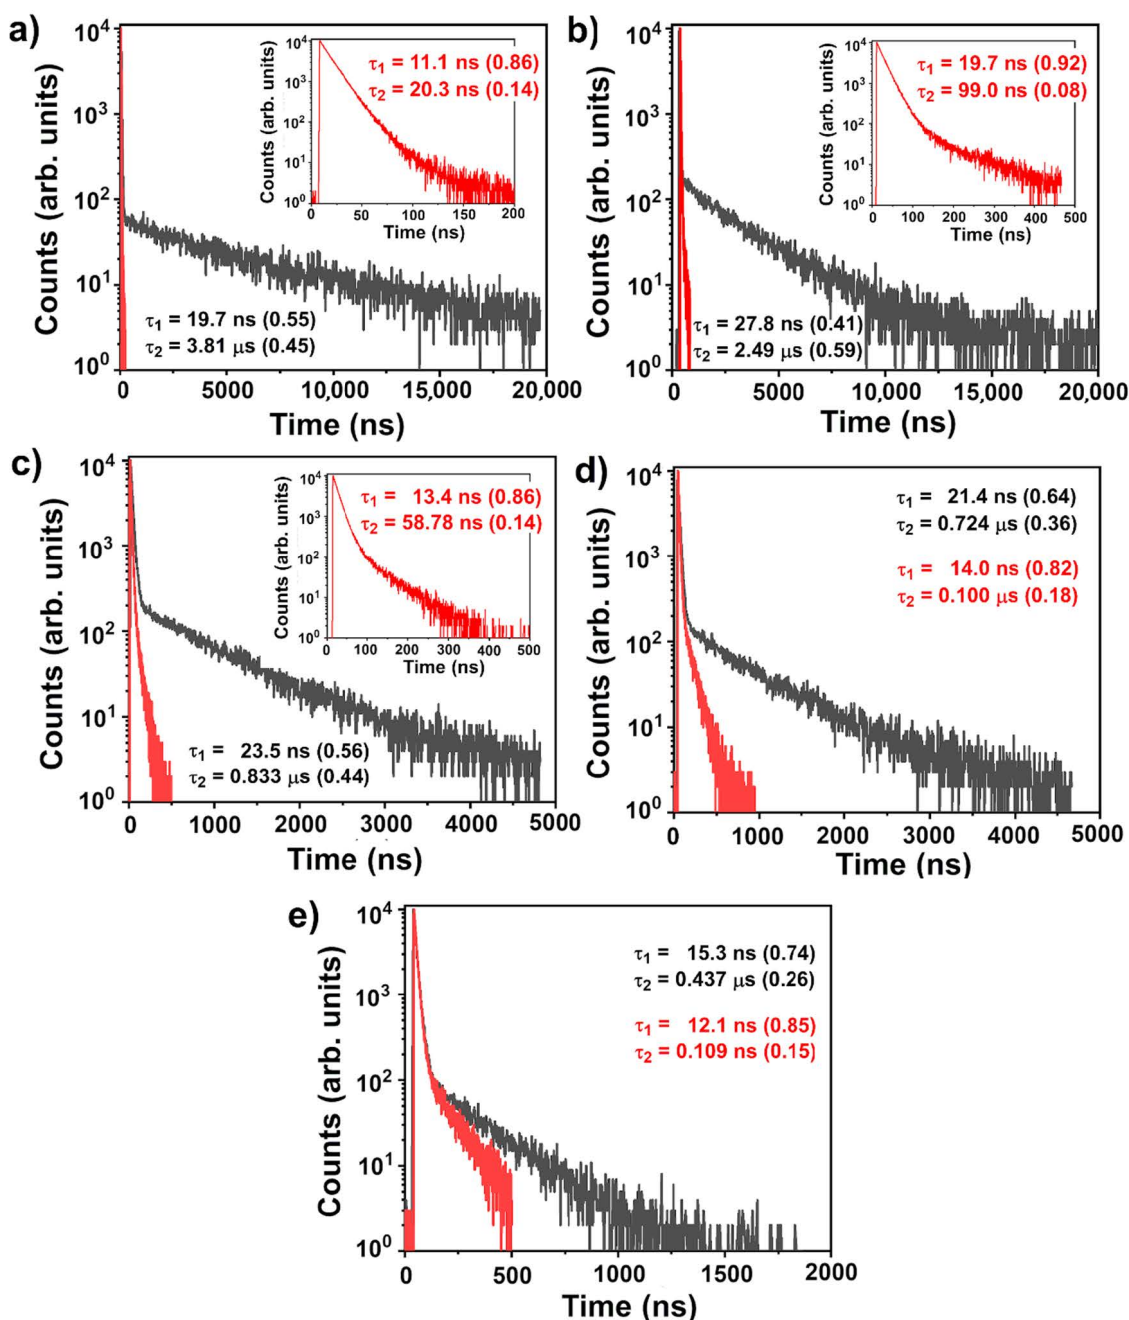 a)
Counts (arb. units)
10⁴
10³
10²
10¹
10⁰
0
5000
10,000
15,000
20,000
Time (ns)
τ₁ = 19.7 ns (0.55)
τ₂ = 3.81 μs (0.45)
Counts (arb. units)
10⁴
10³
10²
10¹
10⁰
0
50
100
150
200
Time (ns)
τ₁ = 11.1 ns (0.86)
τ₂ = 20.3 ns (0.14)
b)
Counts (arb. units)
10⁴
10³
10²
10¹
10⁰
0
5000
10,000
15,000
20,000
Time (ns)
τ₁ = 27.8 ns (0.41)
τ₂ = 2.49 μs (0.59)
Counts (arb. units)
10⁴
10³
10²
10¹
10⁰
0
100
200
300
400
500
Time (ns)
τ₁ = 19.7 ns (0.92)
τ₂ = 99.0 ns (0.08)
c)
Counts (arb. units)
10⁴
10³
10²
10¹
10⁰
0
1000
2000
3000
4000
5000
Time (ns)
τ₁ = 23.5 ns (0.56)
τ₂ = 0.833 μs (0.44)
Counts (arb. units)
10⁴
10³
10²
10¹
10⁰
0
100
200
300
400
500
Time (ns)
τ₁ = 13.4 ns (0.86)
τ₂ = 58.78 ns (0.14)
d)
Counts (arb. units)
10⁴
10³
10²
10¹
10⁰
0
1000
2000
3000
4000
5000
Time (ns)
τ₁ = 21.4 ns (0.64)
τ₂ = 0.724 μs (0.36)
τ₁ = 14.0 ns (0.82)
τ₂ = 0.100 μs (0.18)
e)
Counts (arb. units)
10⁴
10³
10²
10¹
10⁰
0
500
1000
1500
2000
Time (ns)
τ₁ = 15.3 ns (0.74)
τ₂ = 0.437 μs (0.26)
τ₁ = 12.1 ns (0.85)
τ₂ = 0.109 ns (0.15)